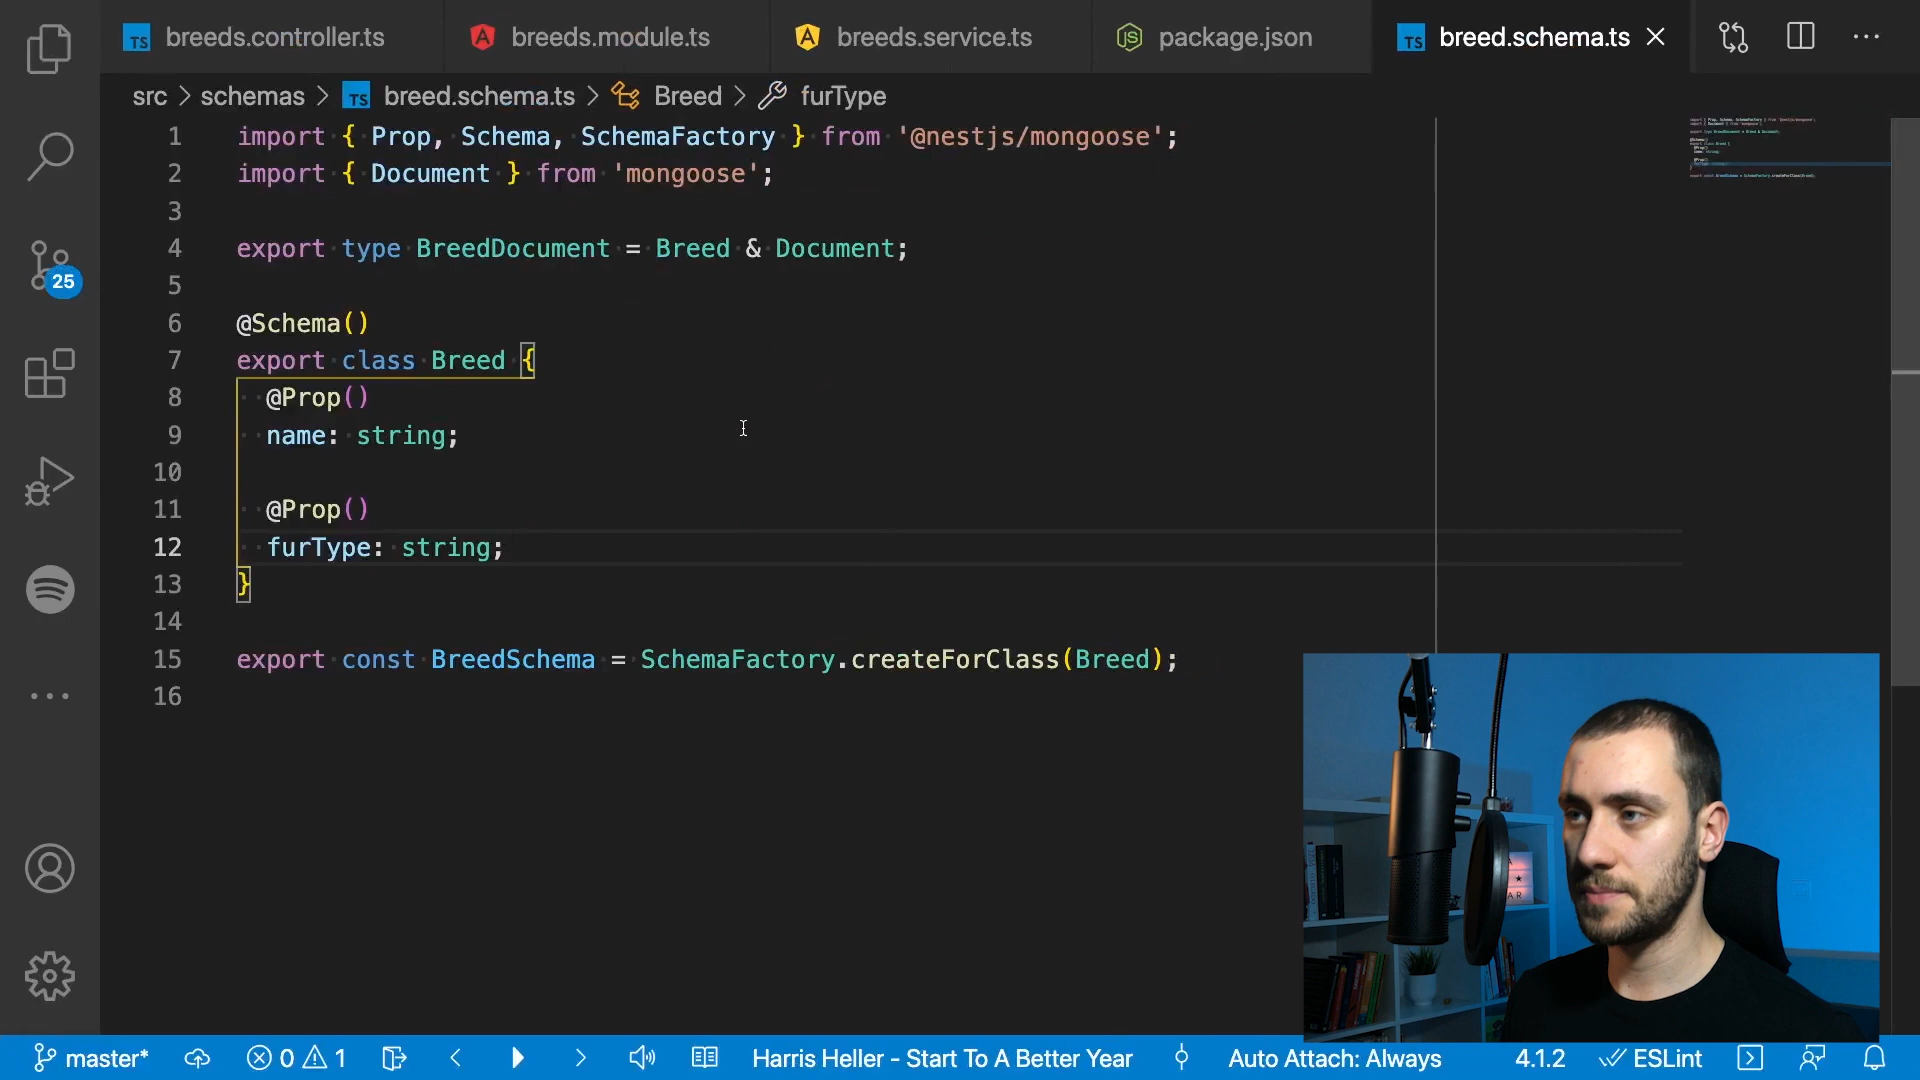 breeds.controller.ts
breeds.module.ts
breeds.service.ts
package.json
breed.schema.ts
src > schemas > TS breed.schema.ts > Breed > furType
1 import { Prop, Schema, SchemaFactory } from '@nestjs/mongoose';
2 import { Document } from 'mongoose';
3
4 export type BreedDocument = Breed & Document;
5
6 @Schema()
7 export class Breed {
8 @Prop()
9 name: string;
10
11 @Prop()
12 furType: string;
13 }
14
15 export const BreedSchema = SchemaFactory.createForClass(Breed);
16
25
master* 0 1 Harris Heller - Start To A Better Year Auto Attach: Always 4.1.2 ESLint